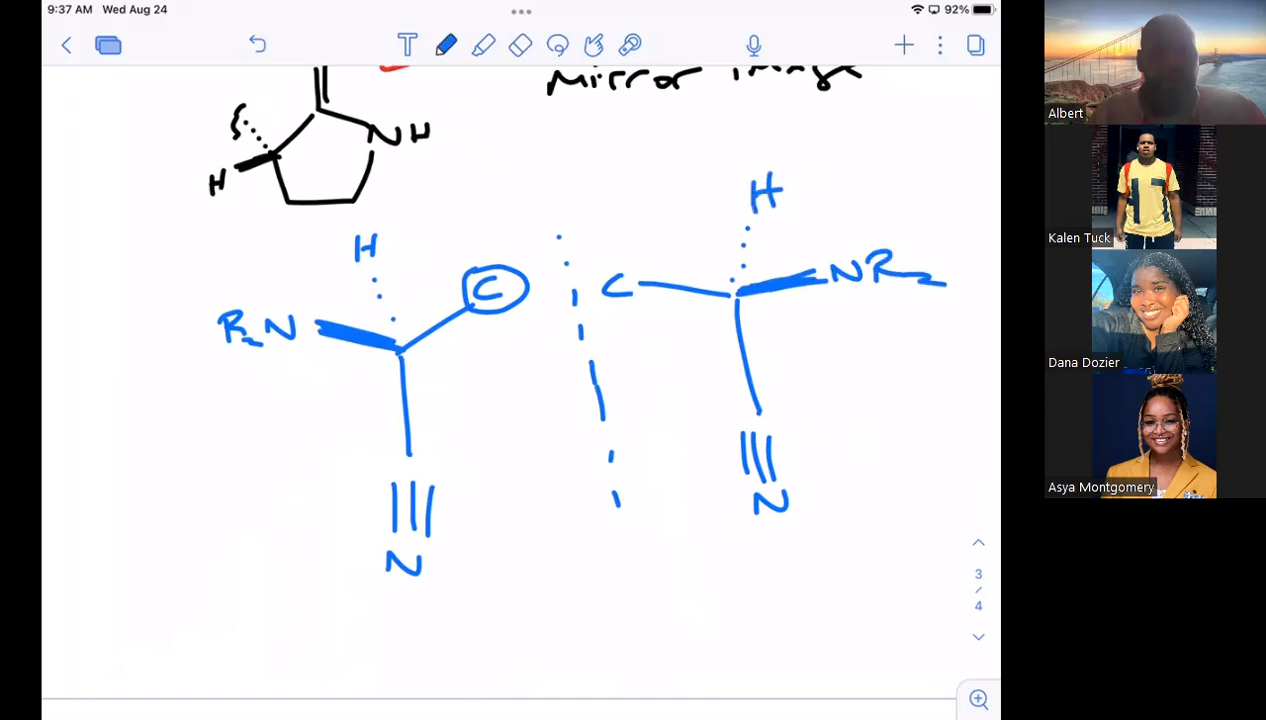 9:37 AM Wed Aug 24
92%
T
Mirror image
NH
H
H
H
R₂N
C
C
NR₂
N
N
3
/
4
Albert
Kalen Tuck
Dana Dozier
Asya Montgomery